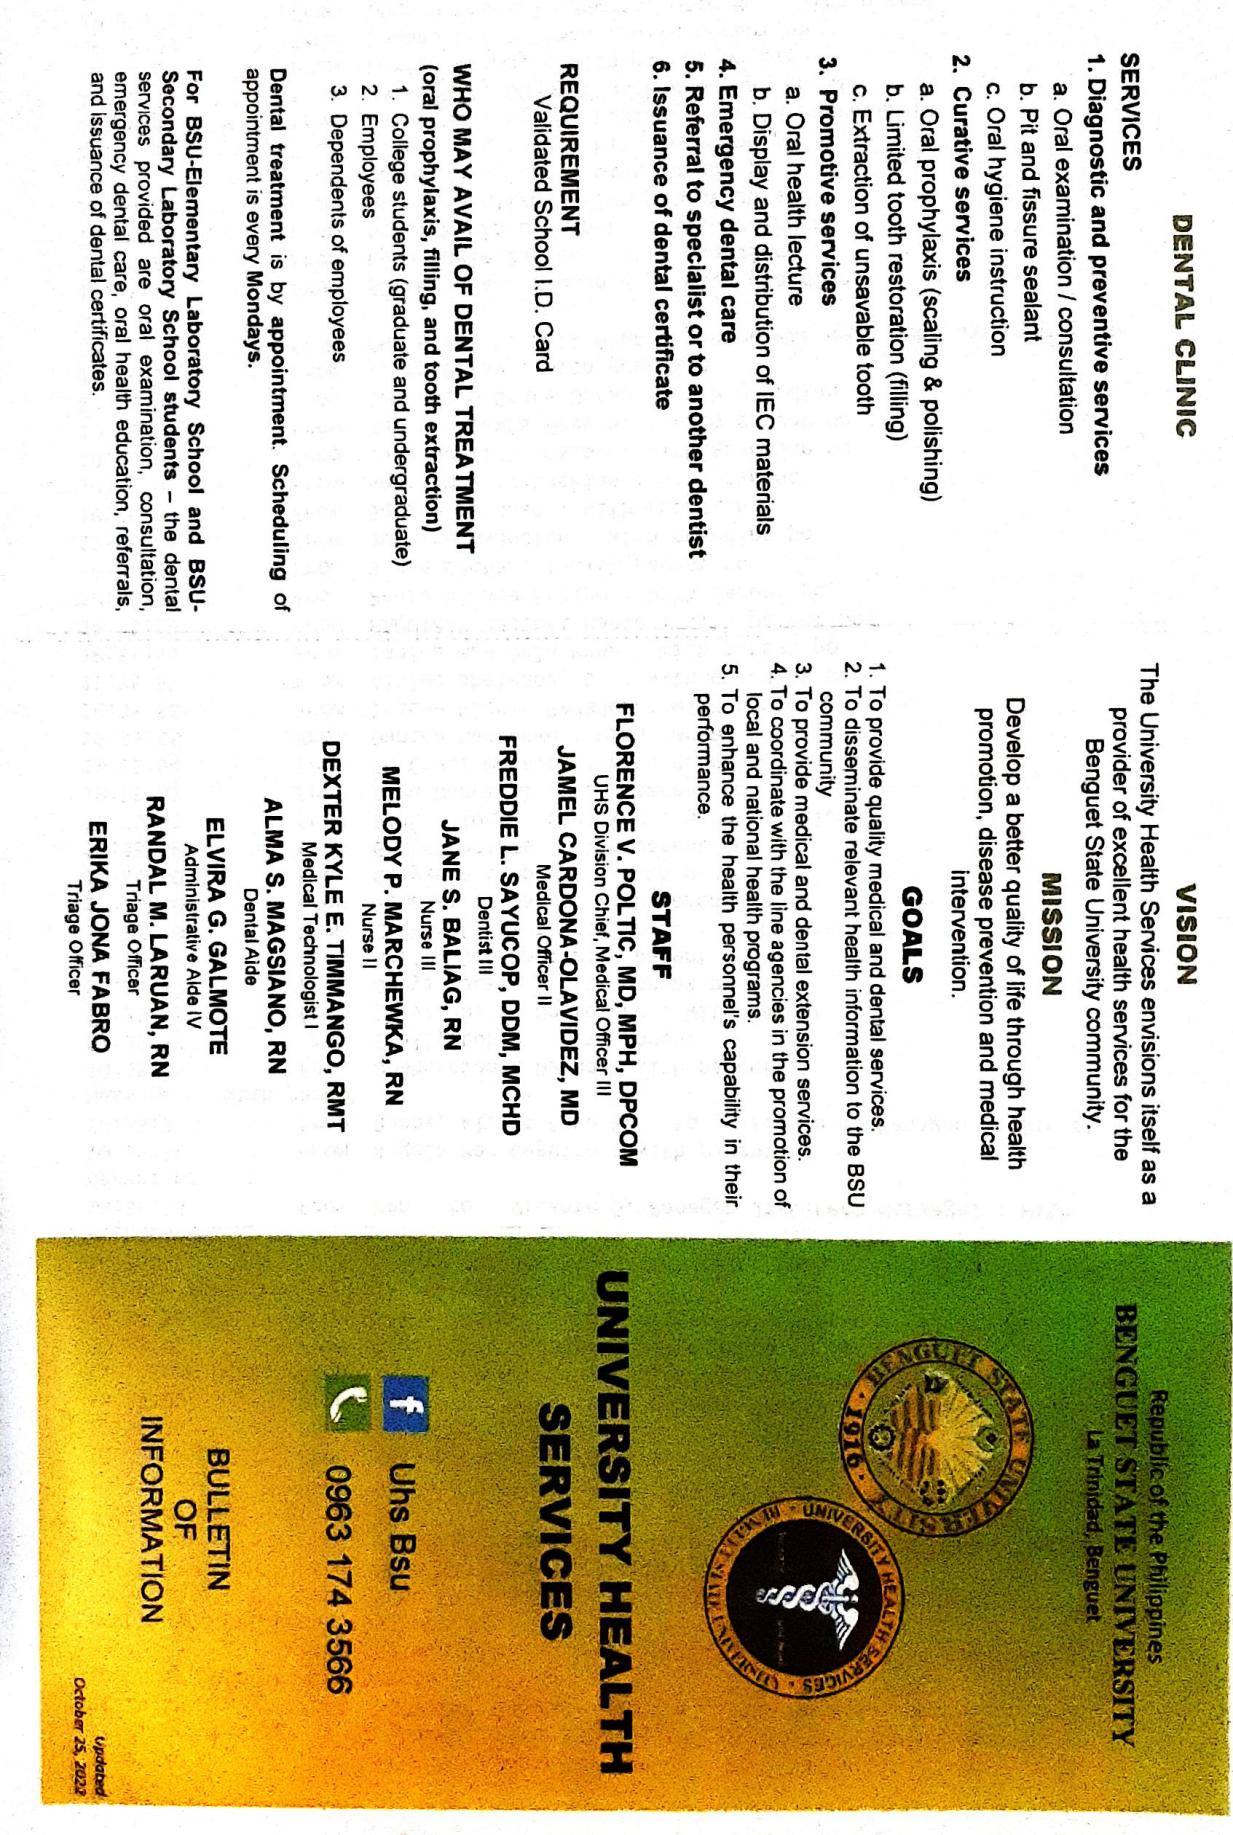 DENTAL CLINIC
SERVICES
1. Diagnostic and preventive services
a. Oral examination / consultation
b. Pit and fissure sealant
c. Oral hygiene instruction
2. Curative services
a. Oral prophylaxis (scaling & polishing)
b. Limited tooth restoration (filling)
c. Extraction of unsavable tooth
3. Promotive services
a. Oral health lecture
b. Display and distribution of IEC materials
4. Emergency dental care
5. Referral to specialist or to another dentist
6. Issuance of dental certificate
REQUIREMENT
Validated School I.D. Card
WHO MAY AVAIL OF DENTAL TREATMENT
(oral prophylaxis, filling, and tooth extraction)
1. College students (graduate and undergraduate)
2. Employees
3. Dependents of employees
Dental treatment is by appointment. Scheduling of
appointment is every Mondays.
For BSU-Elementary Laboratory School and BSU-
Secondary Laboratory School students – the dental
services provided are oral examination, consultation,
emergency dental care, oral health education, referrals,
and issuance of dental certificates.
VISION
The University Health Services envisions itself as a
provider of excellent health services for the
Benguet State University community.
MISSION
Develop a better quality of life through health
promotion, disease prevention and medical
intervention.
GOALS
1. To provide quality medical and dental services.
2. To disseminate relevant health information to the BSU
community
3. To provide medical and dental extension services.
4. To coordinate with the line agencies in the promotion of
local and national health programs.
5. To enhance the health personnel's capability in their
performance.
STAFF
FLORENCE V. POLTIC, MD, MPH, DPCOM
UHS Division Chief, Medical Officer III
JAMEL CARDONA-OLAVIDEZ, MD
Medical Officer II
FREDDIE L. SAYUCOP, DDM, MCHD
Dentist III
JANE S. BALIAG, RN
Nurse III
MELODY P. MARCHEWKA, RN
Nurse II
DEXTER KYLE E. TIMMANGO, RMT
Medical Technologist I
ALMA S. MAGSIANO, RN
Dental Aide
ELVIRA G. GALMOTE
Administrative Aide IV
RANDAL M. LARUAN, RN
Triage Officer
ERIKA JONA FABRO
Triage Officer
Republic of the Philippines
BENGUET STATE UNIVERSITY
La Trinidad, Benguet
BENGUET STATE UNIVERSITY
1916
UNIVERSITY HEALTH SERVICES
UNIVERSITY HEALTH
SERVICES
f Uhs Bsu
0963 174 3566
BULLETIN
OF
INFORMATION
Updated
October 25, 2022